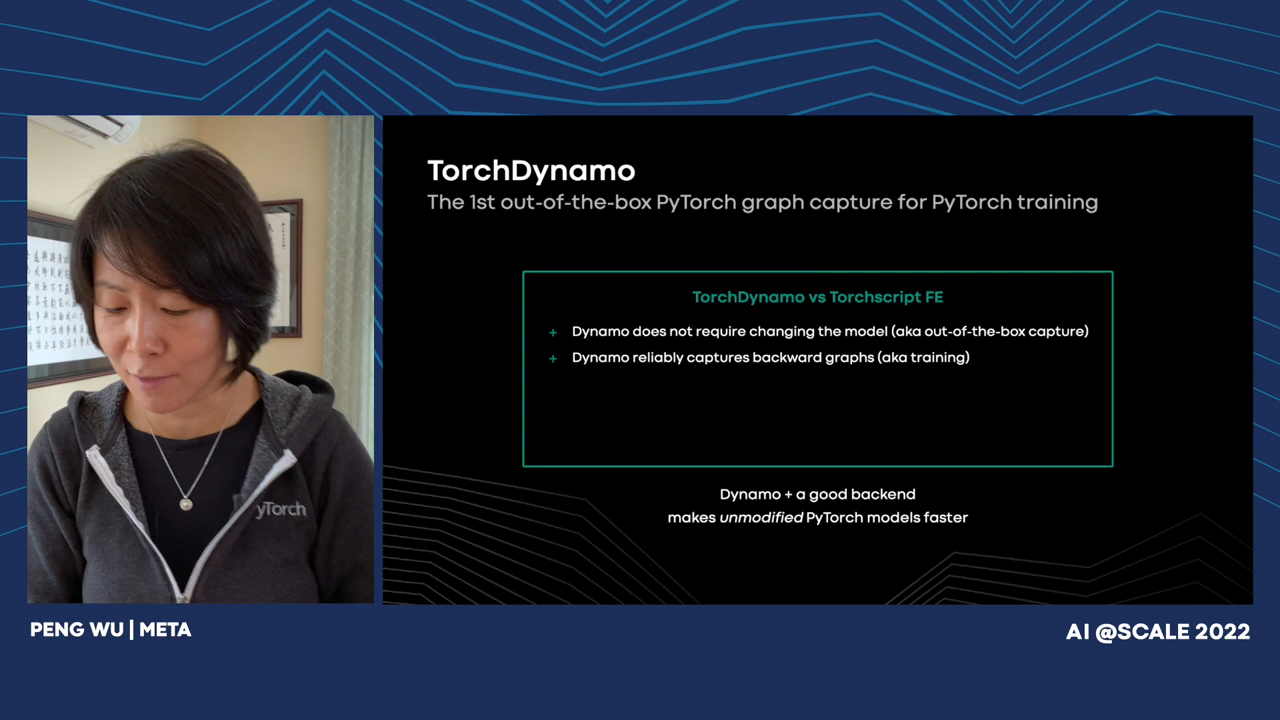 TorchDynamo
The 1st out-of-the-box PyTorch graph capture for PyTorch training
TorchDynamo vs Torchscript FE
+ Dynamo does not require changing the model (aka out-of-the-box capture)
+ Dynamo reliably captures backward graphs (aka training)
Dynamo + a good backend
makes unmodified PyTorch models faster
PyTorch
PENG WU | META
AI @SCALE 2022